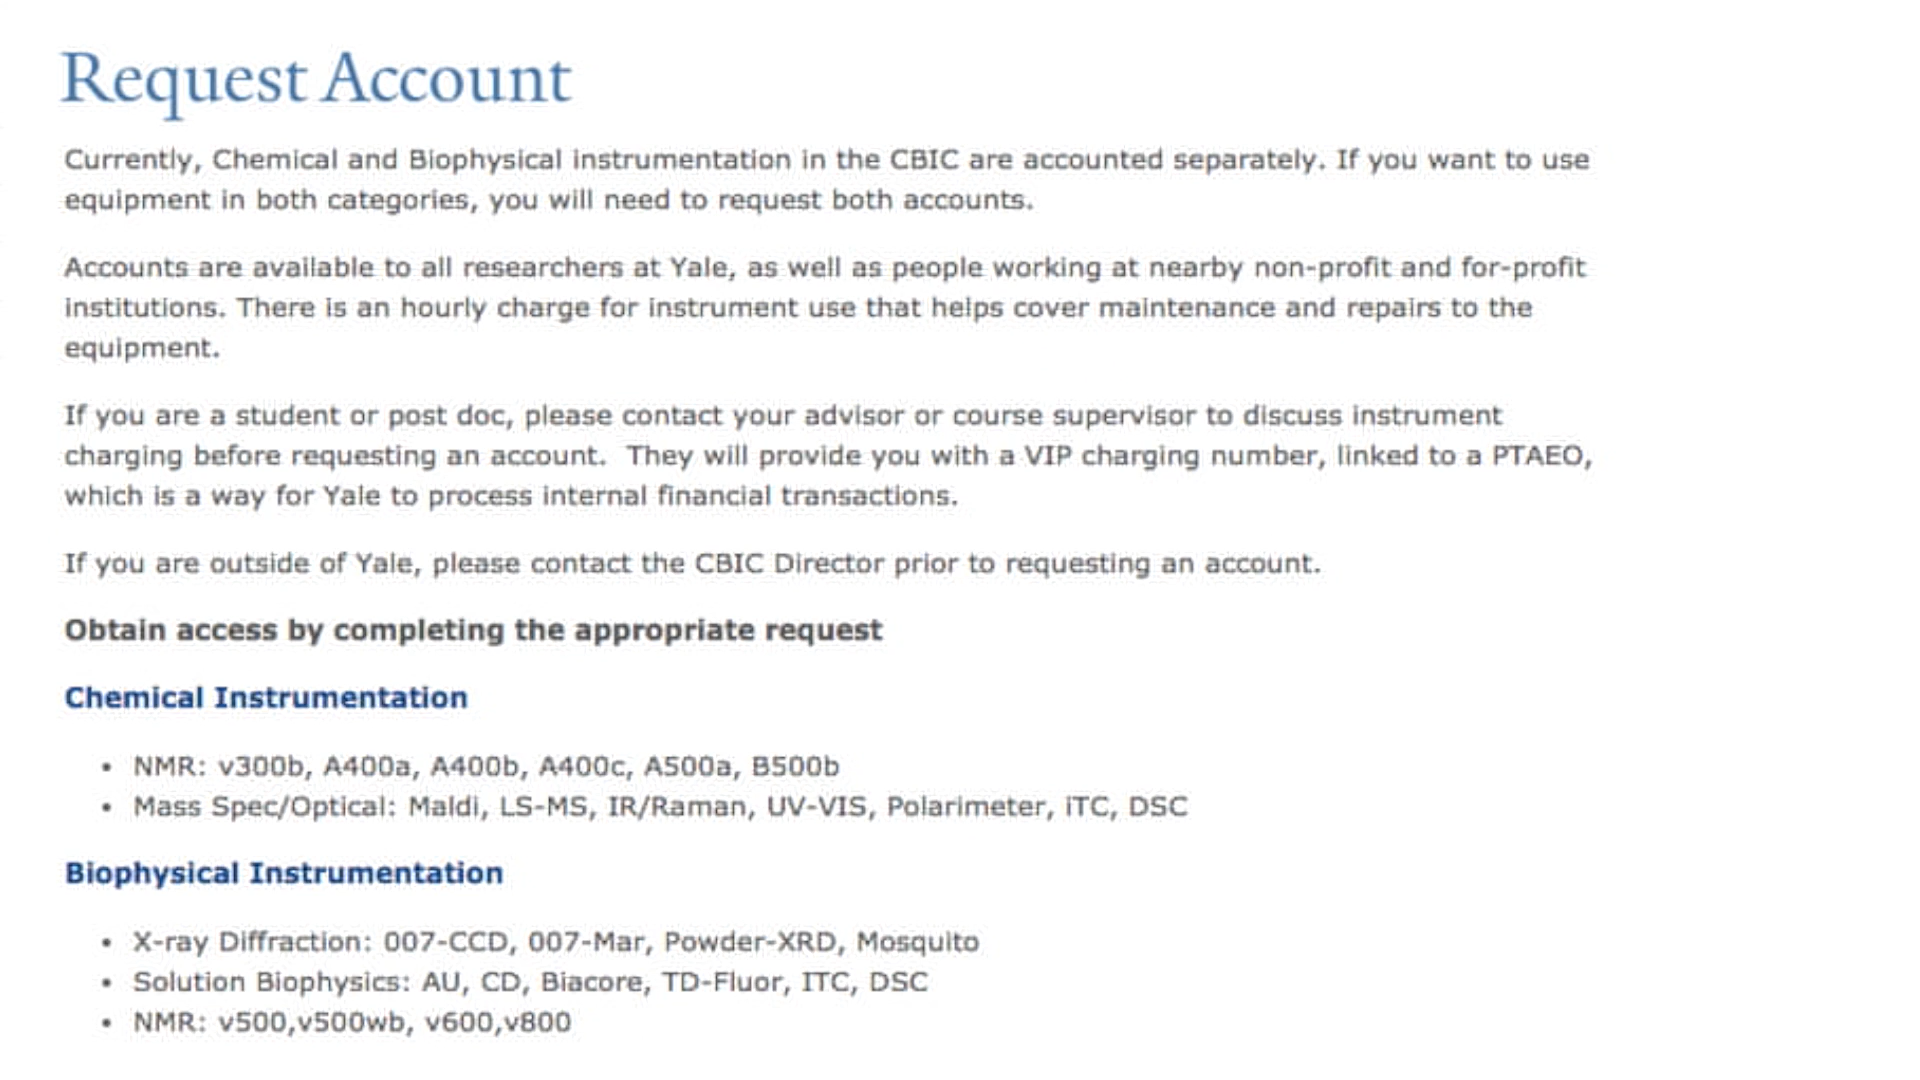 Request Account
Currently, Chemical and Biophysical instrumentation in the CBIC are accounted separately. If you want to use
equipment in both categories, you will need to request both accounts.
Accounts are available to all researchers at Yale, as well as people working at nearby non-profit and for-profit
institutions. There is an hourly charge for instrument use that helps cover maintenance and repairs to the
equipment.
If you are a student or post doc, please contact your advisor or course supervisor to discuss instrument
charging before requesting an account.  They will provide you with a VIP charging number, linked to a PTAEO,
which is a way for Yale to process internal financial transactions.
If you are outside of Yale, please contact the CBIC Director prior to requesting an account.
Obtain access by completing the appropriate request
Chemical Instrumentation
• NMR: v300b, A400a, A400b, A400c, A500a, B500b
• Mass Spec/Optical: Maldi, LS-MS, IR/Raman, UV-VIS, Polarimeter, iTC, DSC
Biophysical Instrumentation
• X-ray Diffraction: 007-CCD, 007-Mar, Powder-XRD, Mosquito
• Solution Biophysics: AU, CD, Biacore, TD-Fluor, ITC, DSC
• NMR: v500,v500wb, v600,v800